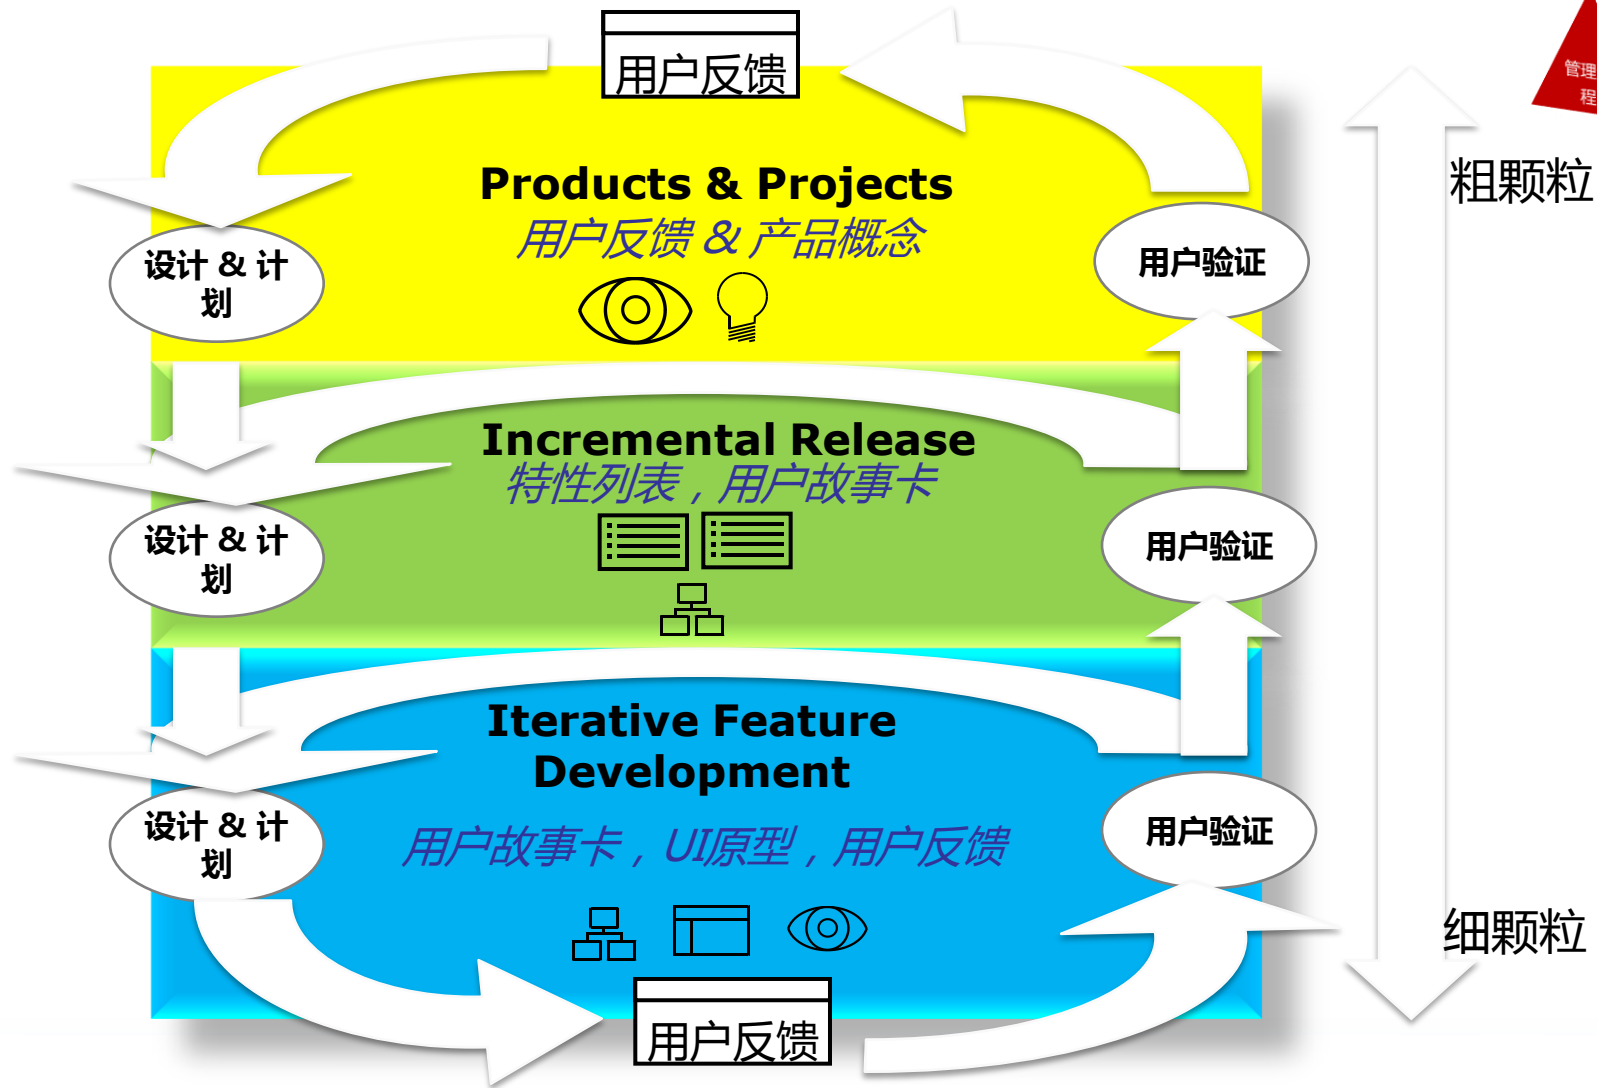 用户反馈
管理
程
粗颗粒
Products & Projects
用户反馈 & 产品概念
设计 & 计
划
用户验证
Incremental Release
特性列表，用户故事卡
设计 & 计
划
用户验证
Iterative Feature
Development
用户故事卡，UI原型，用户反馈
设计 & 计
划
用户验证
细颗粒
用户反馈